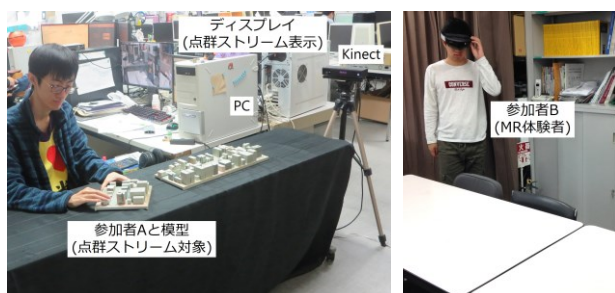 ディスプレイ
(点群ストリーム表示)
Kinect
PC
参加者Aと模型
(点群ストリーム対象)
CONVERSE
参加者B
(MR体験者)